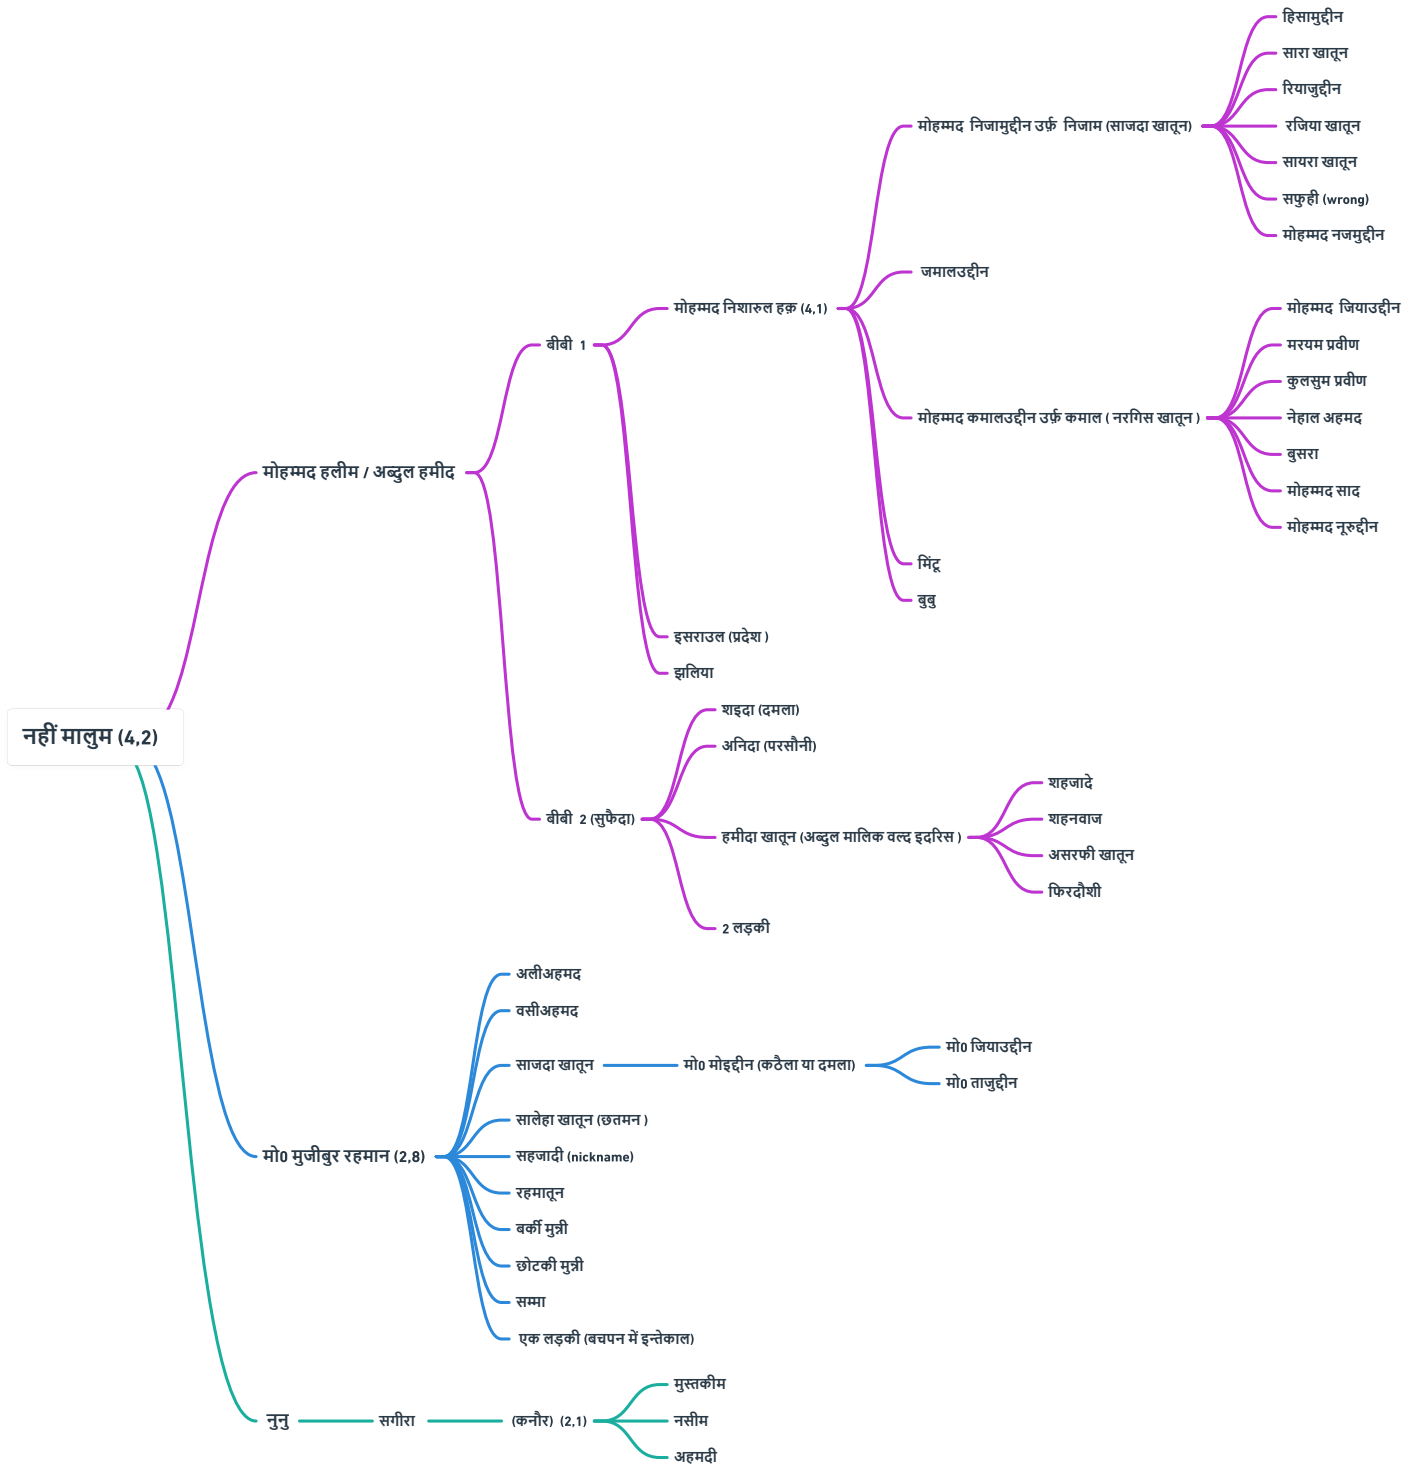 नहीं मालुम (4,2)
मोहम्मद हलीम / अब्दुल हमीद
बीबी 1
मोहम्मद निशारुल हक़ (4,1)
मोहम्मद निजामुद्दीन उर्फ़ निजाम (साजदा खातून)
हिसामुद्दीन
सारा खातून
रियाजुद्दीन
रजिया खातून
सायरा खातून
सफुही (wrong)
मोहम्मद नजमुद्दीन
जमालउद्दीन
मोहम्मद कमालउद्दीन उर्फ़ कमाल ( नरगिस खातून )
मोहम्मद जियाउद्दीन
मरयम प्रवीण
कुलसुम प्रवीण
नेहाल अहमद
बुसरा
मोहम्मद साद
मोहम्मद नूरुद्दीन
मिंटू
बुबु
इसराउल (प्रदेश )
झलिया
बीबी 2 (सुफैदा)
शइदा (दमला)
अनिदा (परसौनी)
हमीदा खातून (अब्दुल मालिक वल्द इदरिस )
शहजादे
शहनवाज
असरफी खातून
फिरदौशी
2 लड़की
मो0 मुजीबुर रहमान (2,8)
अलीअहमद
वसीअहमद
साजदा खातून
मो0 मोइद्दीन (कठैला या दमला)
मो0 जियाउद्दीन
मो0 ताजुद्दीन
सालेहा खातून (छतमन )
सहजादी (nickname)
रहमातून
बर्की मुन्नी
छोटकी मुन्नी
सम्मा
एक लड़की (बचपन में इन्तेकाल)
नुनु
सगीरा
(कनौर) (2,1)
मुस्तकीम
नसीम
अहमदी